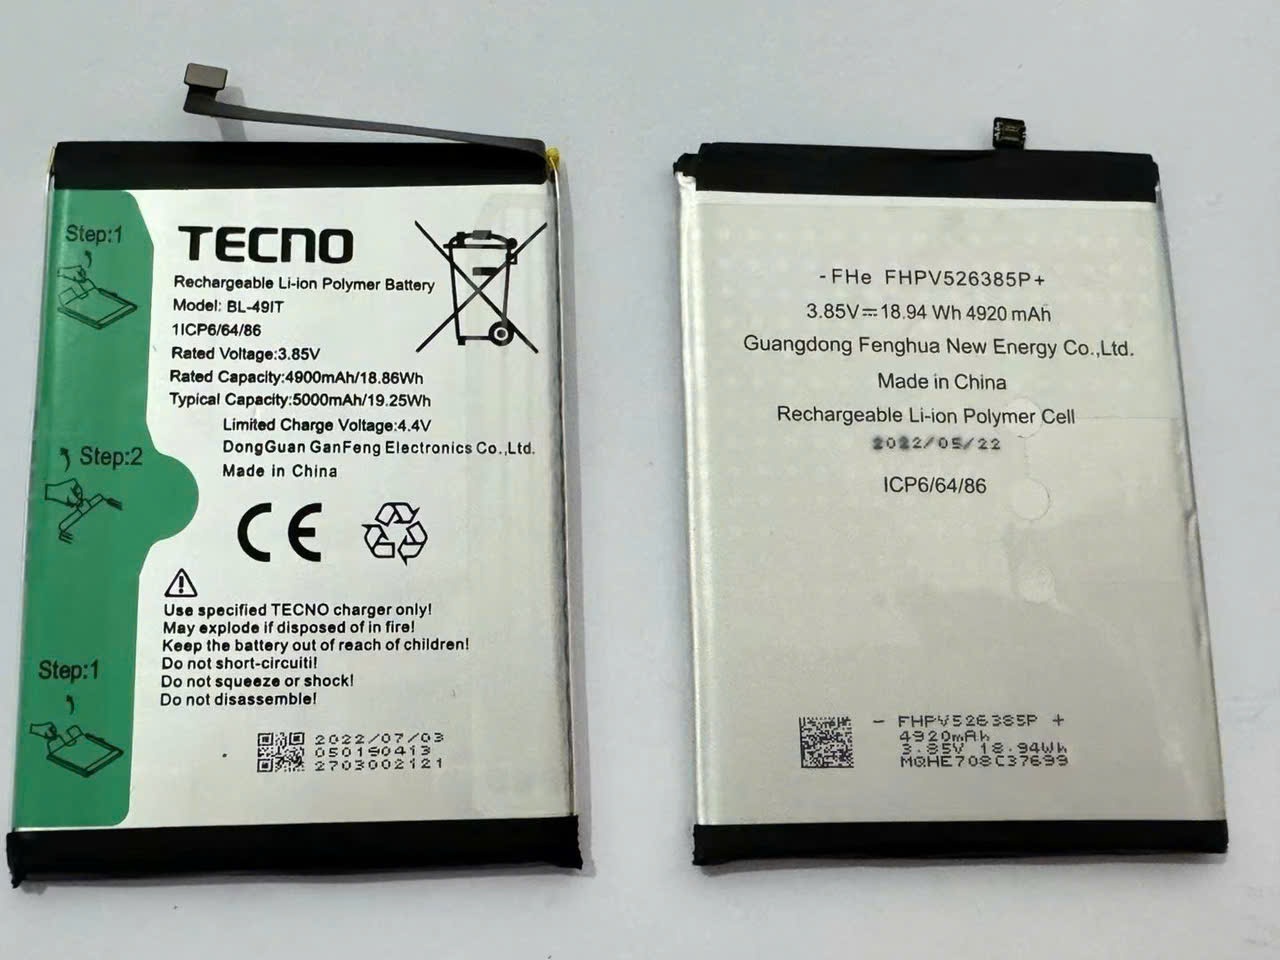 Step:1
Step:2
Step:1
TECNO
Rechargeable Li-ion Polymer Battery
Model: BL-49IT
1ICP6/64/86
Rated Voltage:3.85V
Rated Capacity:4900mAh/18.86Wh
Typical Capacity:5000mAh/19.25Wh
Limited Charge Voltage:4.4V
DongGuan GanFeng Electronics Co.,Ltd.
Made in China
CE
Use specified TECNO charger only!
May explode if disposed of in fire!
Keep the battery out of reach of children!
Do not short-circuiti!
Do not squeeze or shock!
Do not disassemble!
2022/07/03
050190413
2703002121
-FHe FHPV526385P+
3.85V⎓18.94 Wh 4920 mAh
Guangdong Fenghua New Energy Co.,Ltd.
Made in China
Rechargeable Li-ion Polymer Cell
2022/05/22
ICP6/64/86
- FHPV526385P +
4920mAh
3.85V 18.94Wh
MQHE708C37699